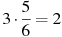 3 · 5/6 = 2